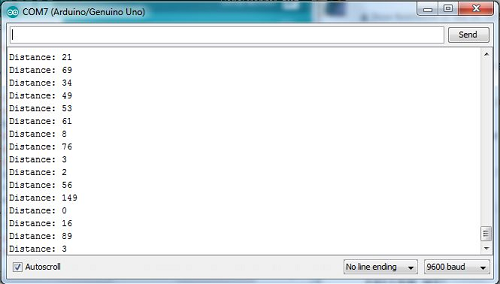 COM7 (Arduino/Genuino Uno)
Send
Distance: 21
Distance: 69
Distance: 34
Distance: 49
Distance: 53
Distance: 61
Distance: 8
Distance: 76
Distance: 3
Distance: 2
Distance: 56
Distance: 149
Distance: 0
Distance: 16
Distance: 89
Distance: 3
Autoscroll
No line ending
9600 baud